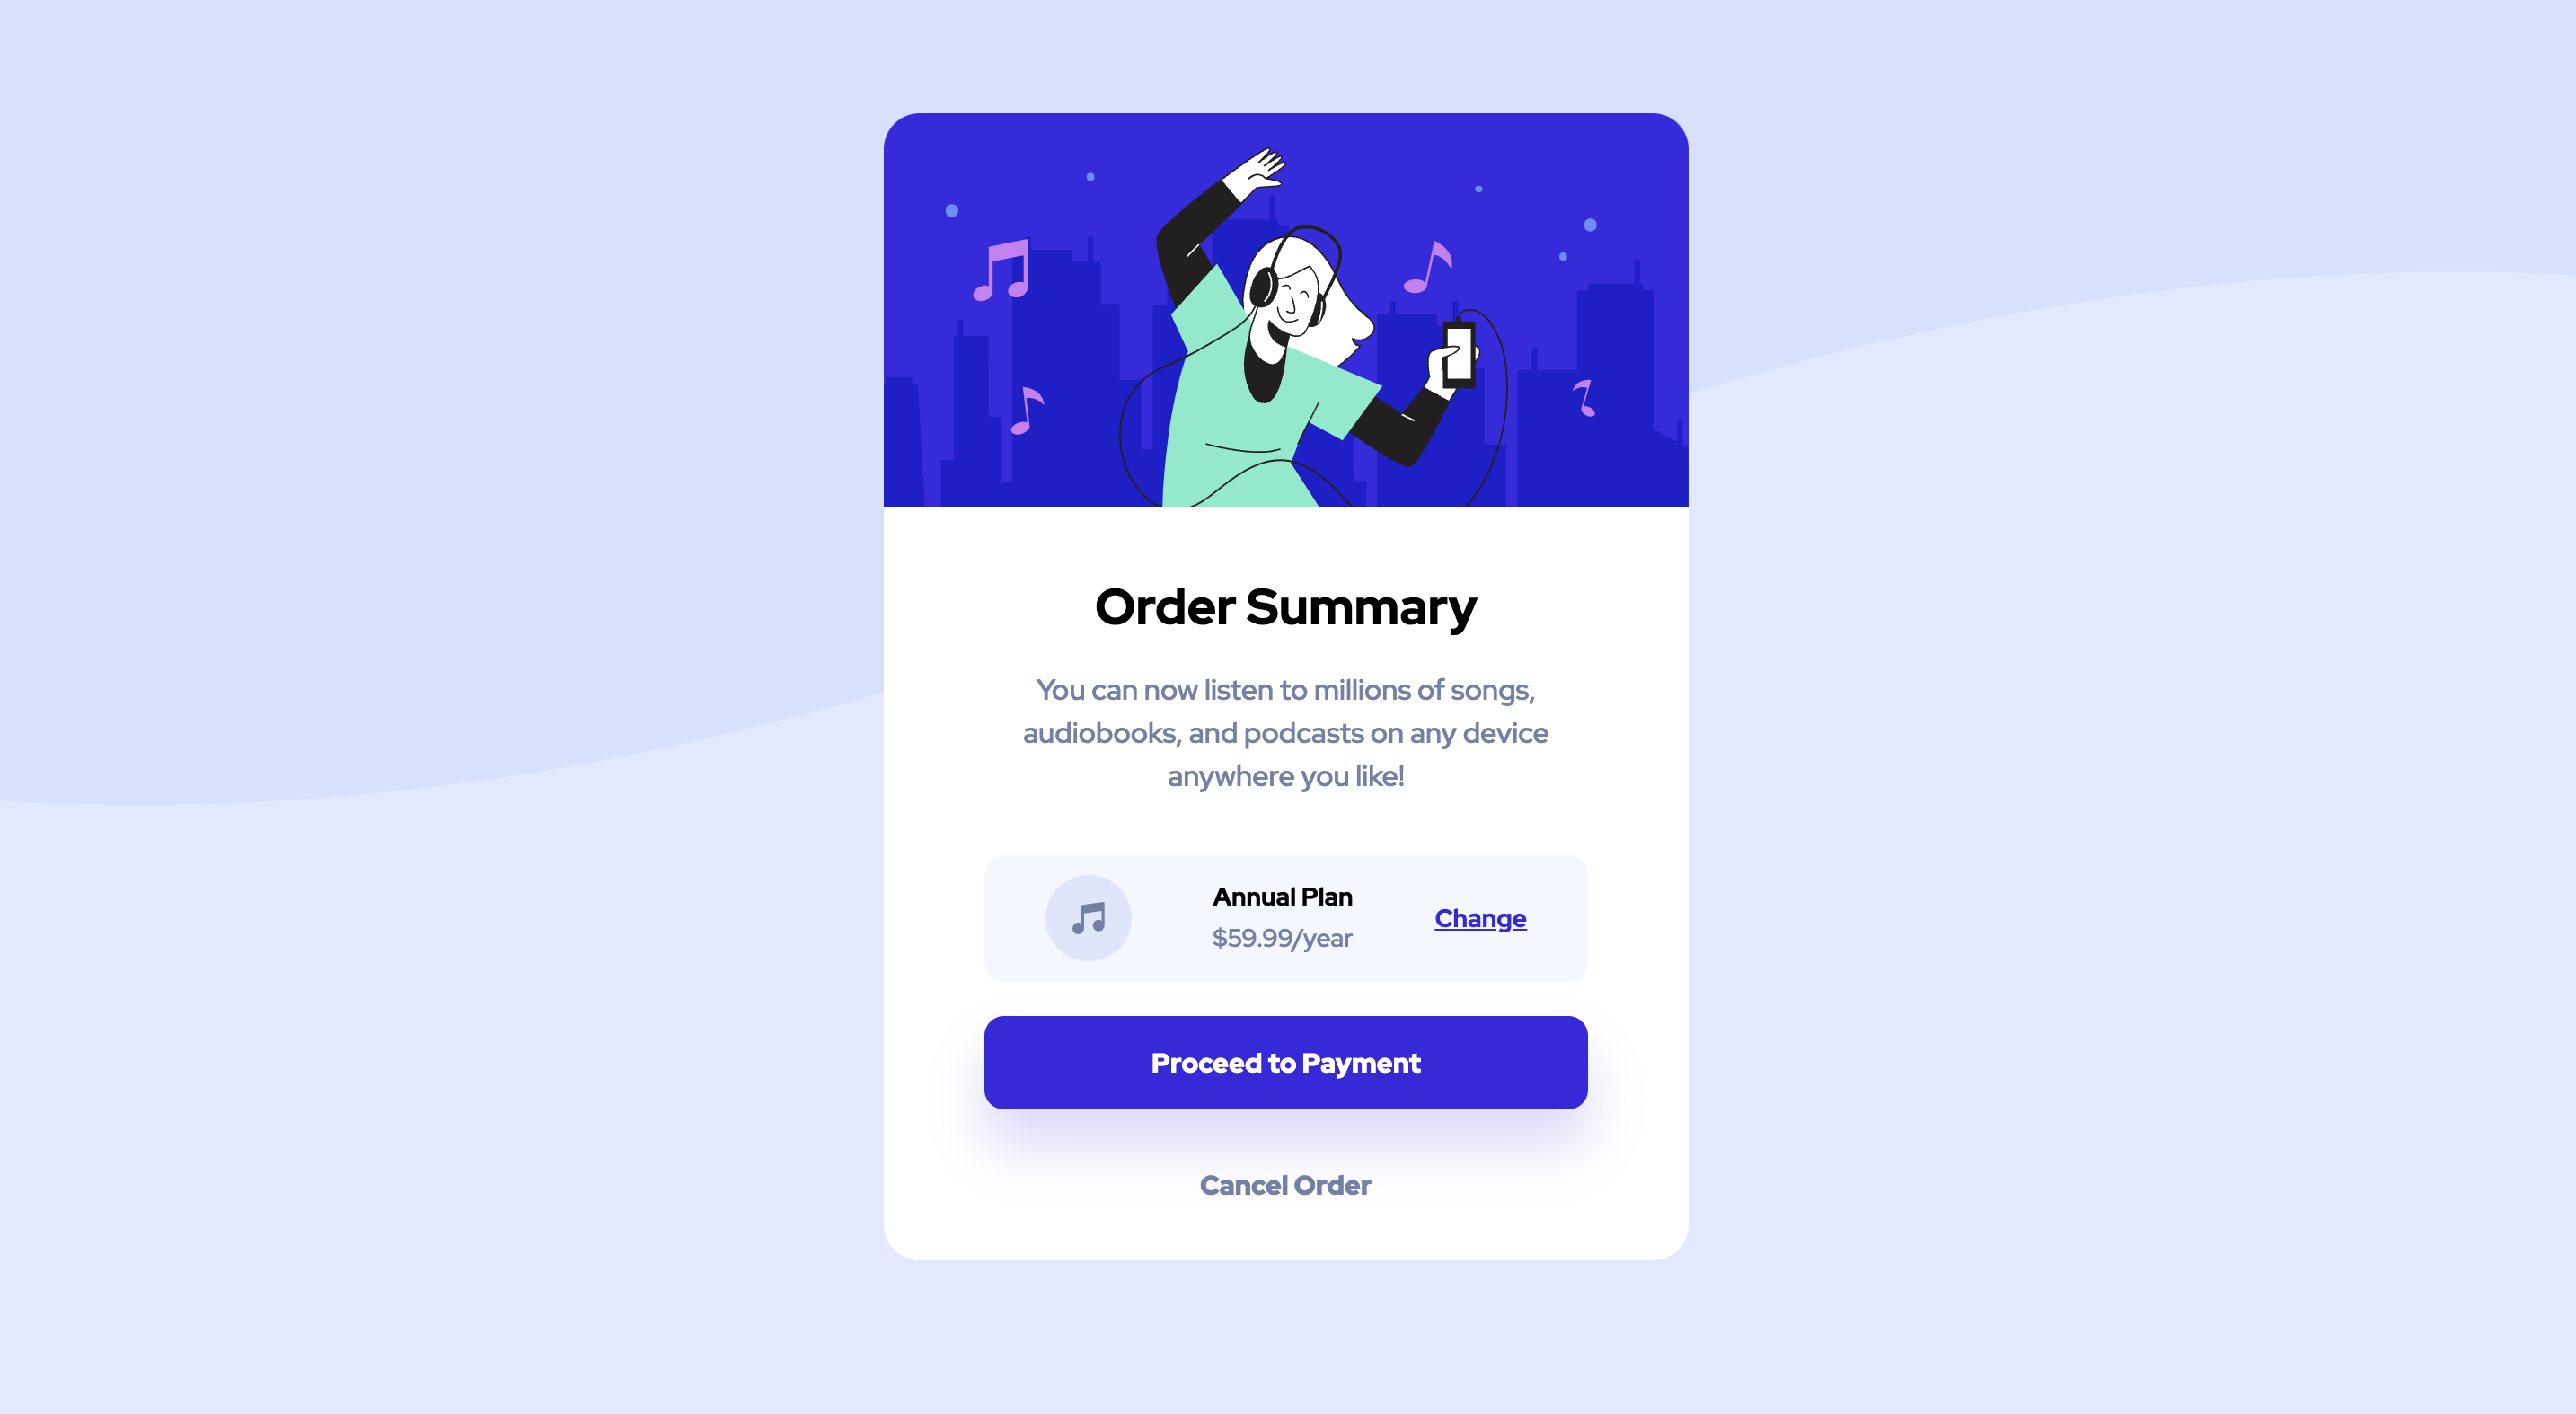 Order Summary
You can now listen to millions of songs,
audiobooks, and podcasts on any device
anywhere you like!
Annual Plan
$59.99/year
Change
Proceed to Payment
Cancel Order